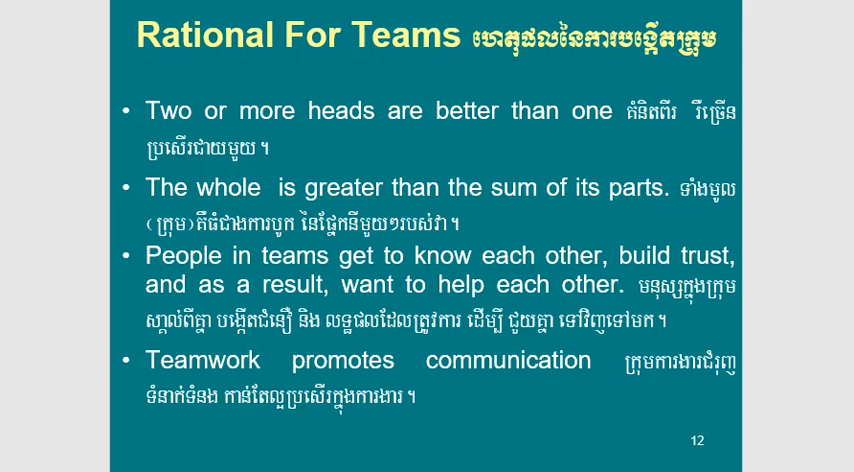 Rational For Teams ហេតុផលនៃការបង្កើតក្រុម
• Two or more heads are better than one គំនិតពីរ រឺច្រើន
ប្រសើរជាយមួយ។
• The whole is greater than the sum of its parts. ទាំងមូល
(ក្រុម)គឺធំជាងការបួក នៃផ្នែកនីមួយៗរបស់វា។
• People in teams get to know each other, build trust,
and as a result, want to help each other. មនុស្សក្នុងក្រុម
ស្គាល់ពីគ្នា បង្កើតជំនឿ និង លទ្ឋផលដែលត្រូវការ ដើម្បី ជួយគ្នា ទៅវិញទៅមក។
• Teamwork promotes communication ក្រុមការងារជំរុញ
ទំនាក់ទំនង កាន់តែល្អប្រសើរក្នុងការងារ។
12